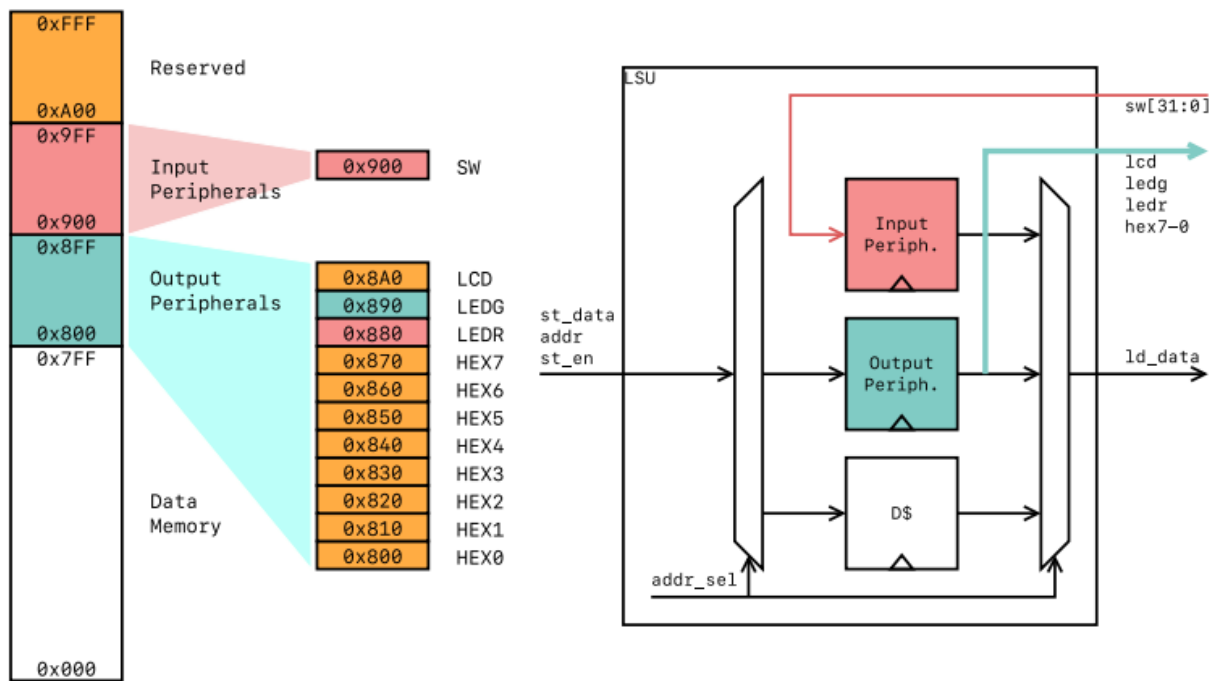 0xFFF
Reserved
0xA00
0x9FF
Input
Peripherals
0x900
0x8FF
Output
Peripherals
0x800
0x7FF
Data
Memory
0x000
0x900 SW
0x8A0 LCD
0x890 LEDG
0x880 LEDR
0x870 HEX7
0x860 HEX6
0x850 HEX5
0x840 HEX4
0x830 HEX3
0x820 HEX2
0x810 HEX1
0x800 HEX0
LSU
st_data
addr
st_en
Input
Periph.
Output
Periph.
D$
addr_sel
sw[31:0]
lcd
ledg
ledr
hex7-0
ld_data